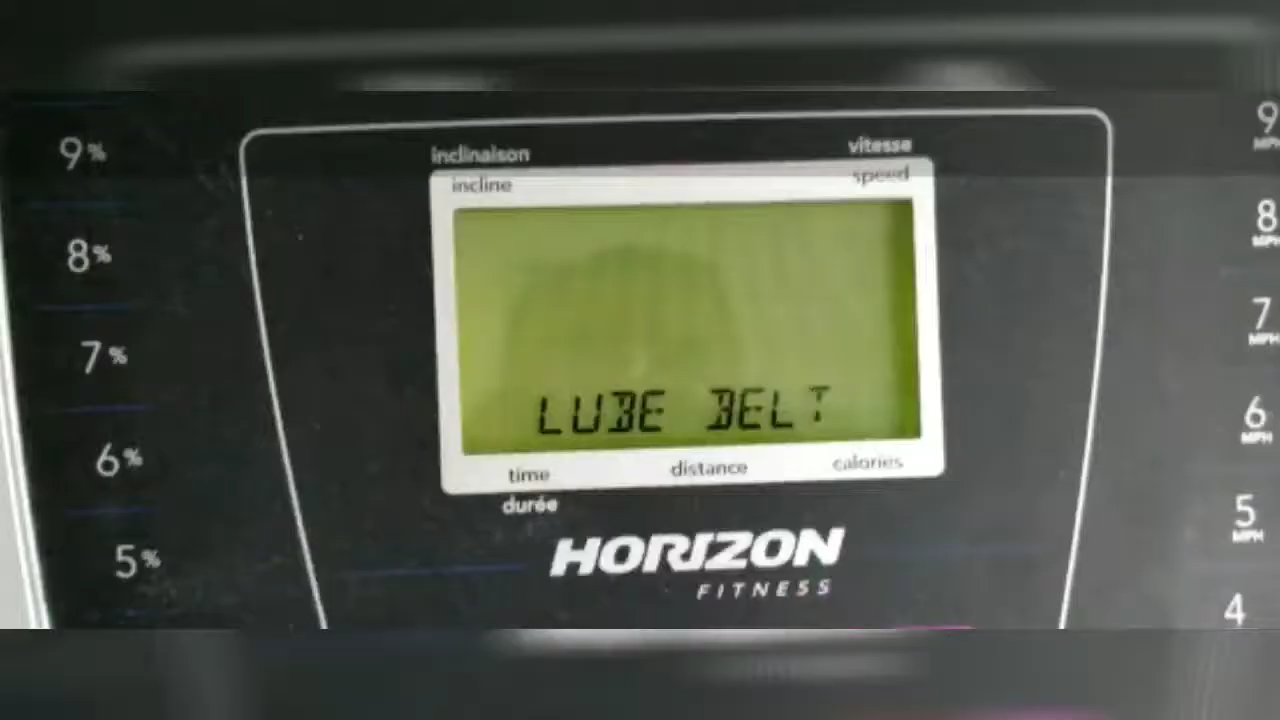 inclinaison
vitesse
incline
speed
9%
8%
7%
6%
5%
LUBE BELT
time
distance
calories
durée
HORIZON
FITNESS
9
MPH
8
MPH
7
MPH
6
MPH
5
MPH
4